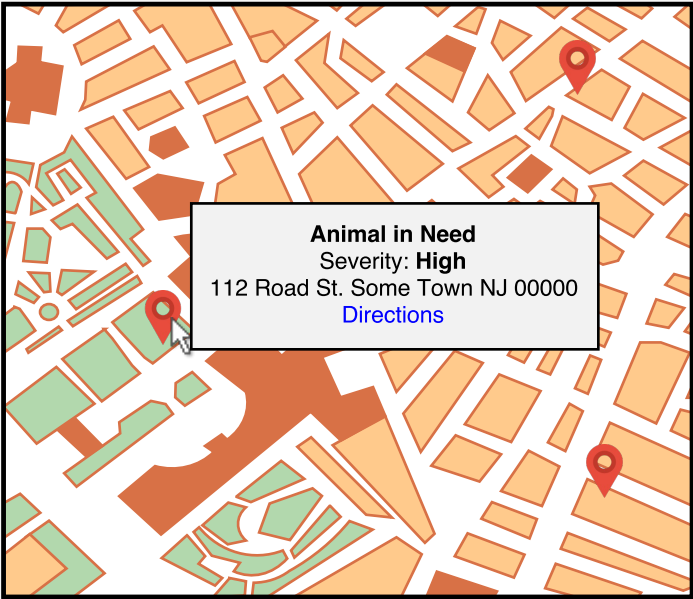 Animal in Need
Severity: High
112 Road St. Some Town NJ 00000
Directions